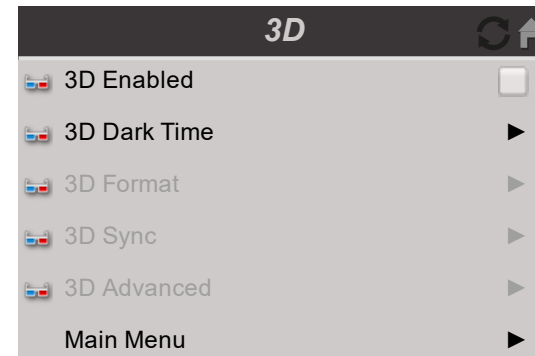 3D
3D Enabled
3D Dark Time
3D Format
3D Sync
3D Advanced
Main Menu